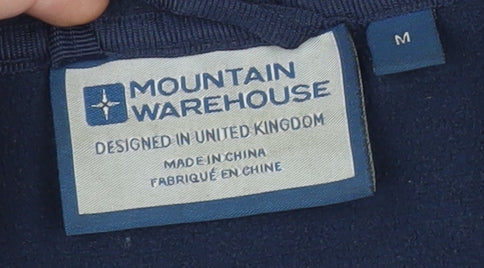 MOUNTAIN
WAREHOUSE
DESIGNED IN UNITED KINGDOM
MADE IN CHINA
FABRIQUÉ EN CHINE
M